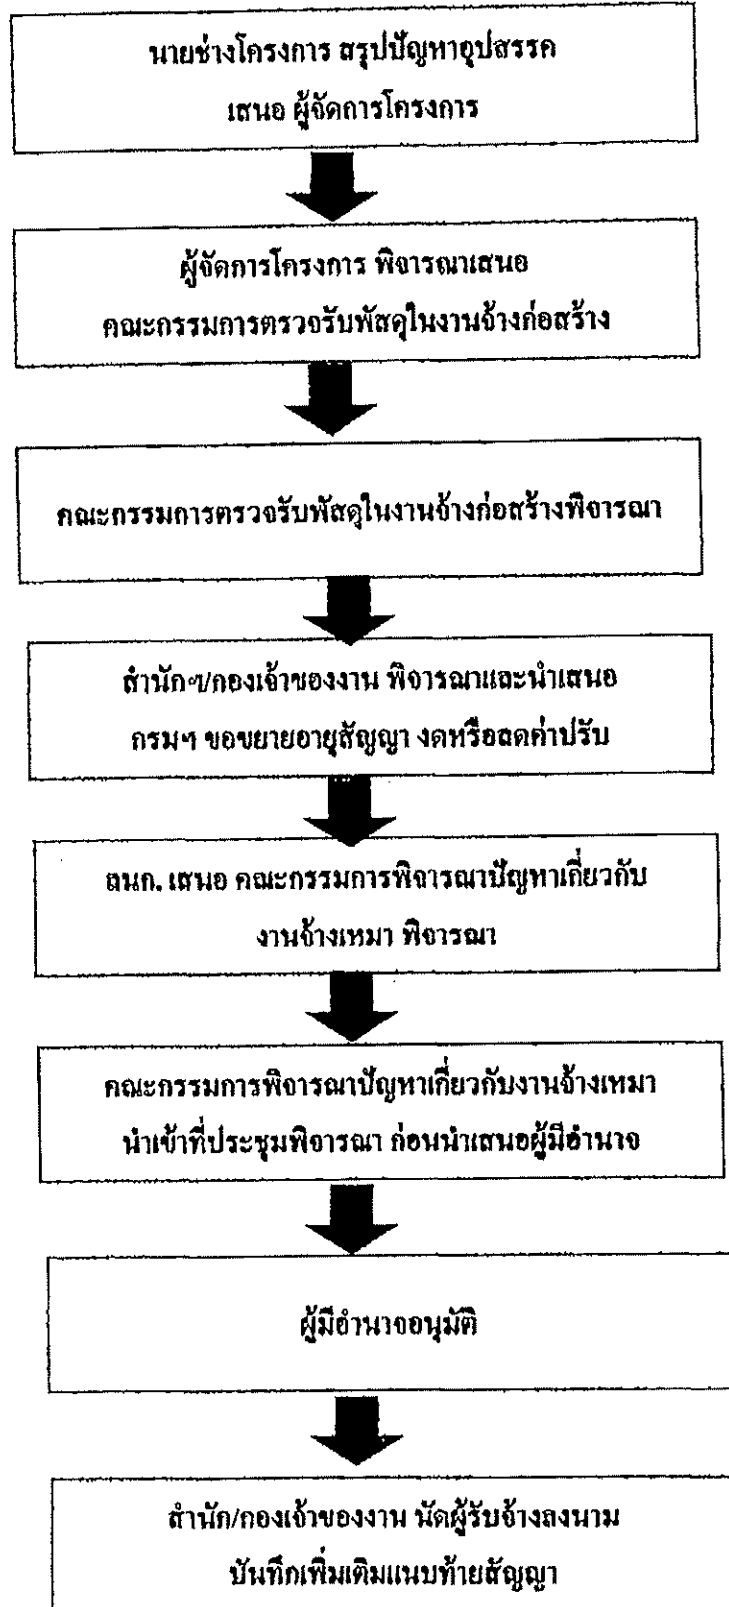 นายช่างโครงการ สรุปปัญหาอุปสรรค
เสนอ ผู้จัดการโครงการ
ผู้จัดการโครงการ พิจารณาเสนอ
คณะกรรมการตรวจรับพัสดุในงานจ้างก่อสร้าง
คณะกรรมการตรวจรับพัสดุในงานจ้างก่อสร้างพิจารณา
สำนักฯ/กองเจ้าของงาน พิจารณาและนำเสนอ
กรมฯ ขอขยายอายุสัญญา งดหรือลดค่าปรับ
สนก. เสนอ คณะกรรมการพิจารณาปัญหาเกี่ยวกับ
งานจ้างเหมา พิจารณา
คณะกรรมการพิจารณาปัญหาเกี่ยวกับงานจ้างเหมา
นำเข้าที่ประชุมพิจารณา ก่อนนำเสนอผู้มีอำนาจ
ผู้มีอำนาจอนุมัติ
สำนัก/กองเจ้าของงาน นัดผู้รับจ้างลงนาม
บันทึกเพิ่มเติมแนบท้ายสัญญา